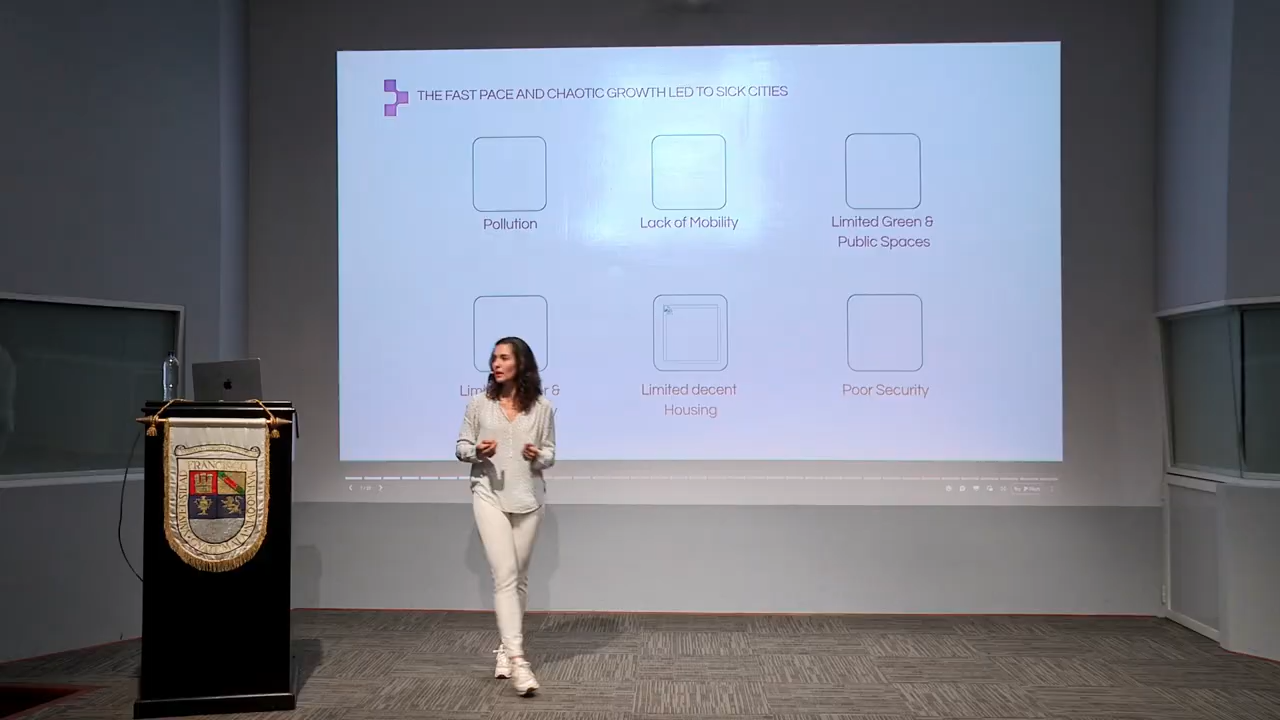 THE FAST PACE AND CHAOTIC GROWTH LED TO SICK CITIES
Pollution
Lack of Mobility
Limited Green &
Public Spaces
&
Limited decent
Housing
Poor Security
FRANCISCO